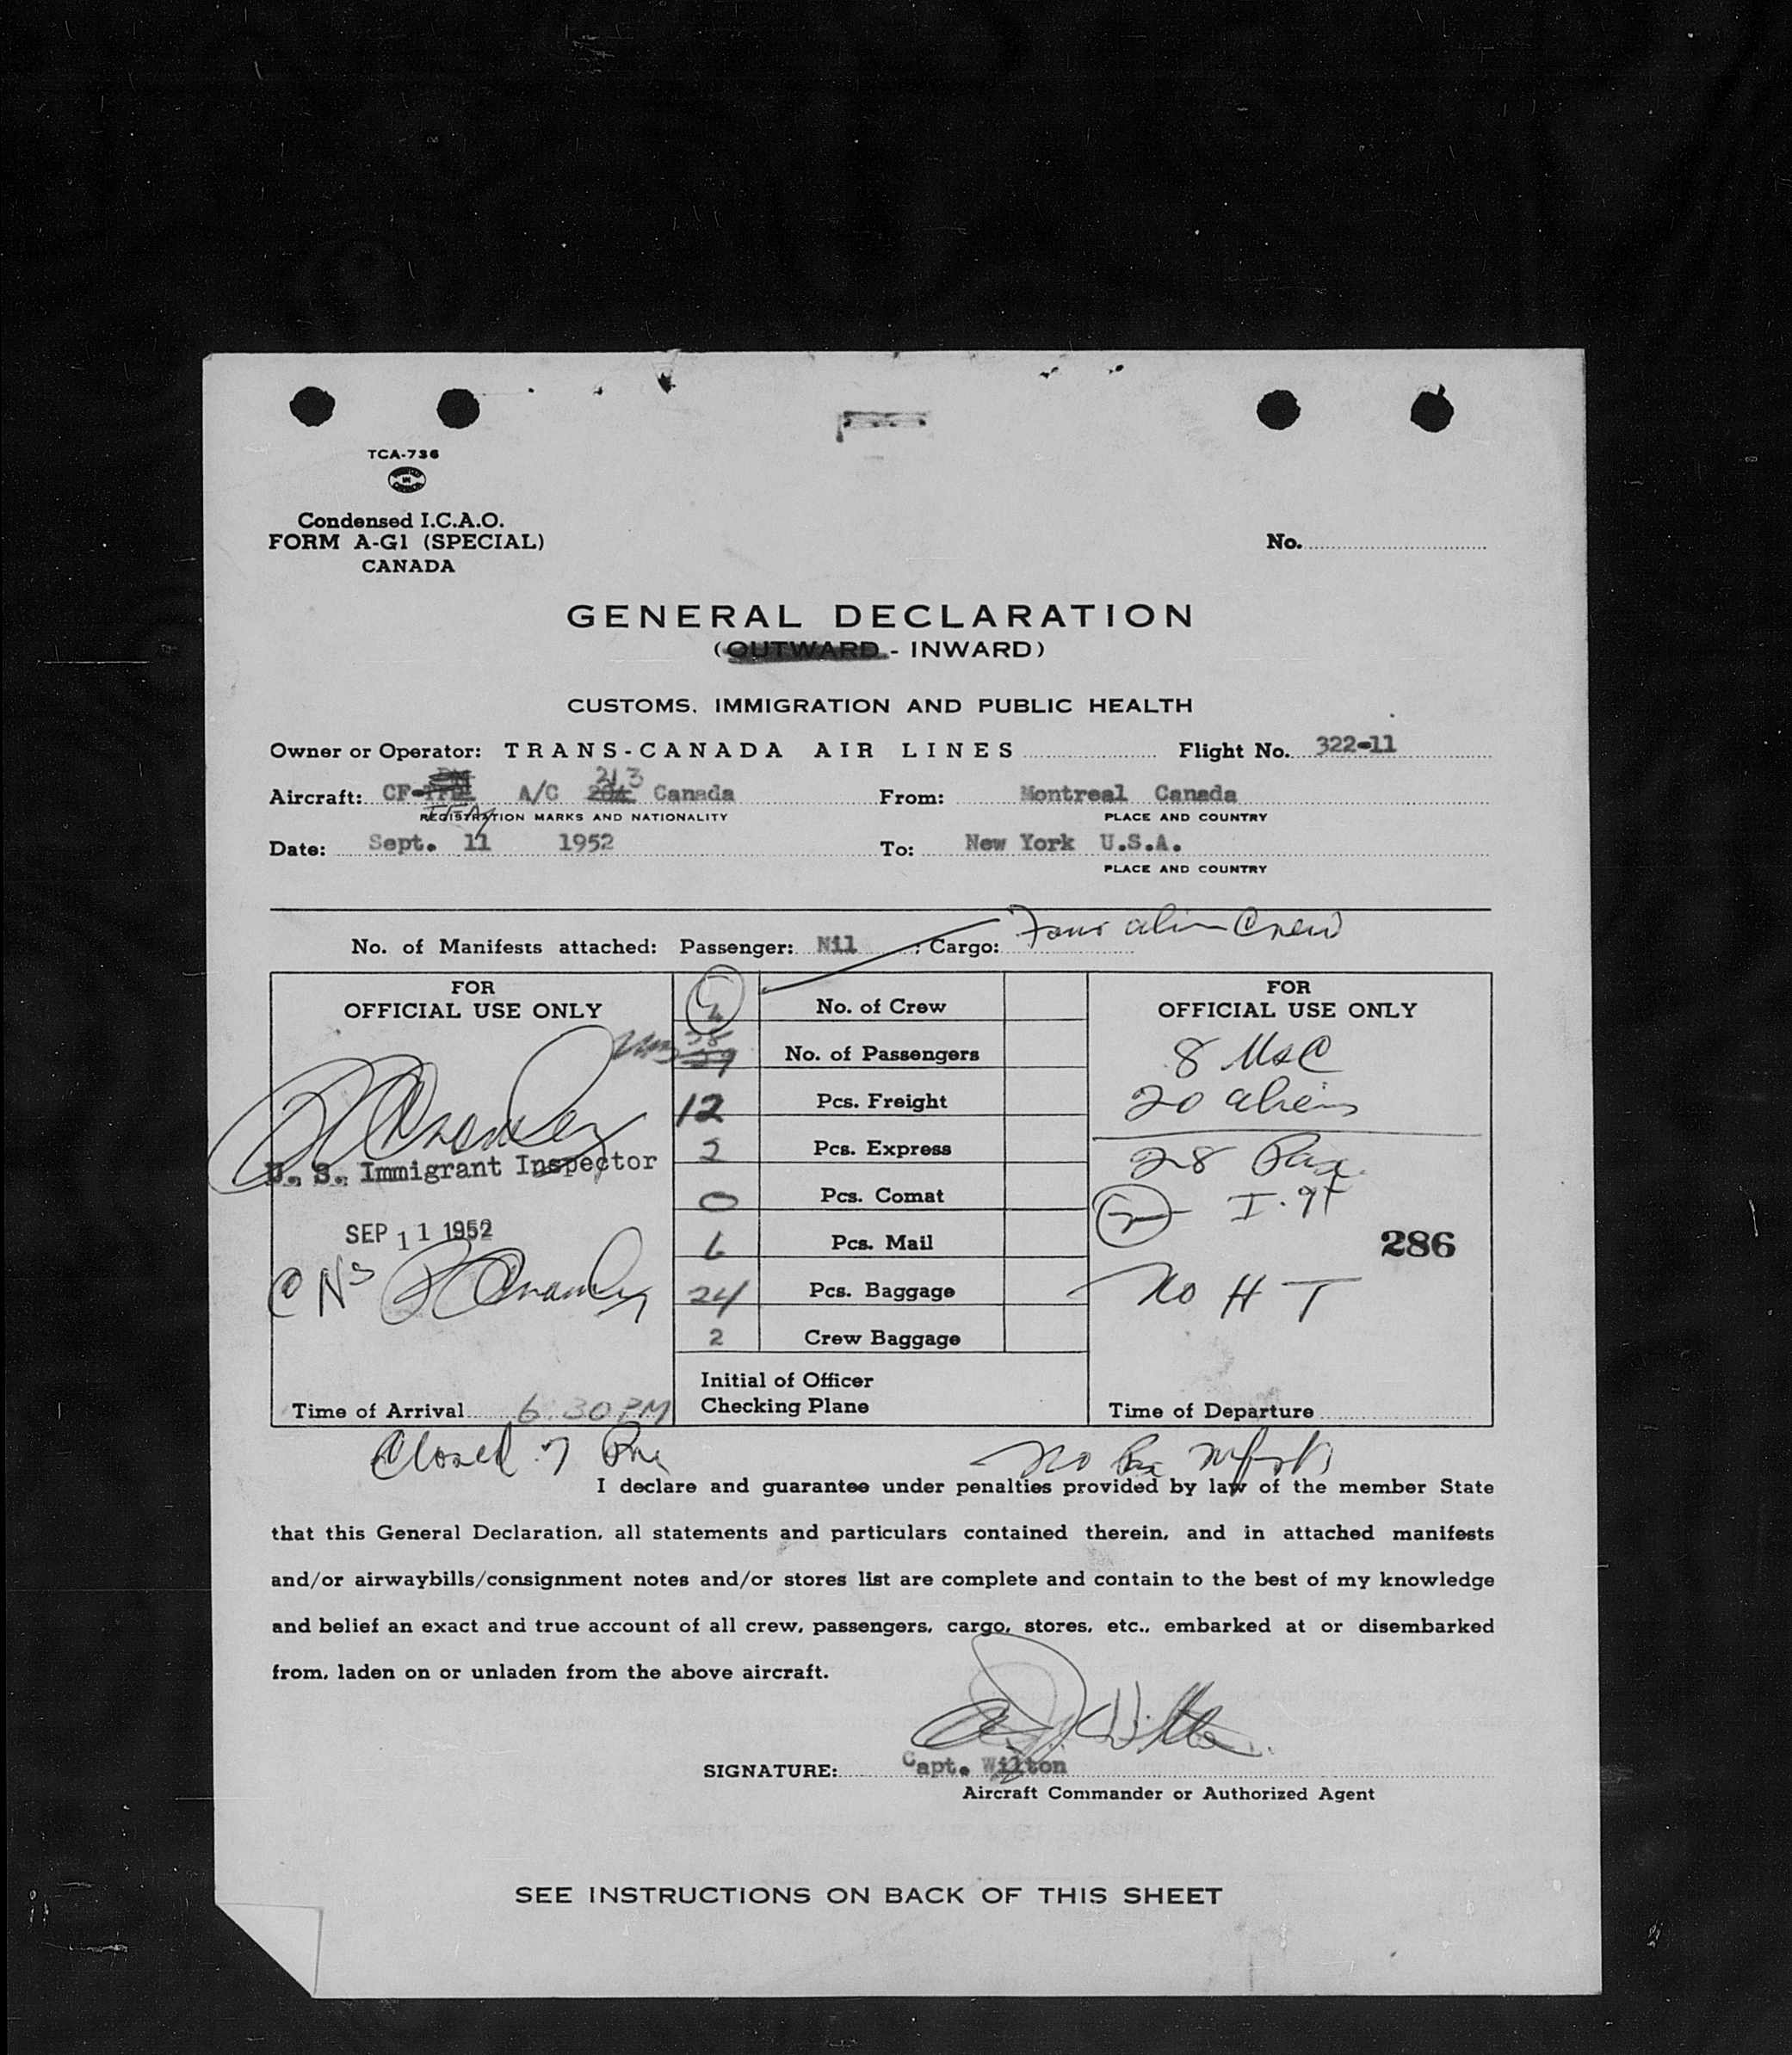 TCA-736
Condensed I.C.A.O.
FORM A-G1 (SPECIAL)
CANADA
No.
GENERAL DECLARATION
(OUTWARD - INWARD)
CUSTOMS, IMMIGRATION AND PUBLIC HEALTH
Owner or Operator: TRANS-CANADA AIR LINES Flight No. 322-11
213
Aircraft: CF- A/C Canada From: Montreal Canada
REGISTRATION MARKS AND NATIONALITY PLACE AND COUNTRY
Date: Sept. 11 1952 To: New York U.S.A.
PLACE AND COUNTRY
Four alien Crew
No. of Manifests attached: Passenger: Nil ; Cargo:
FOR
OFFICIAL USE ONLY
U. S. Immigrant Inspector
SEP 11 1952
Time of Arrival 6:30 PM
4 No. of Crew
No. of Passengers
12 Pcs. Freight
2 Pcs. Express
0 Pcs. Comat
6 Pcs. Mail
24 Pcs. Baggage
2 Crew Baggage
Initial of Officer
Checking Plane
FOR
OFFICIAL USE ONLY
8 USC
20 aliens
28 Pax.
I.94
286
No H T
Time of Departure
Closed
No Pax
I declare and guarantee under penalties provided by law of the member State
that this General Declaration, all statements and particulars contained therein, and in attached manifests
and/or airwaybills/consignment notes and/or stores list are complete and contain to the best of my knowledge
and belief an exact and true account of all crew, passengers, cargo, stores, etc., embarked at or disembarked
from, laden on or unladen from the above aircraft.
SIGNATURE: Capt. Wilton
Aircraft Commander or Authorized Agent
SEE INSTRUCTIONS ON BACK OF THIS SHEET